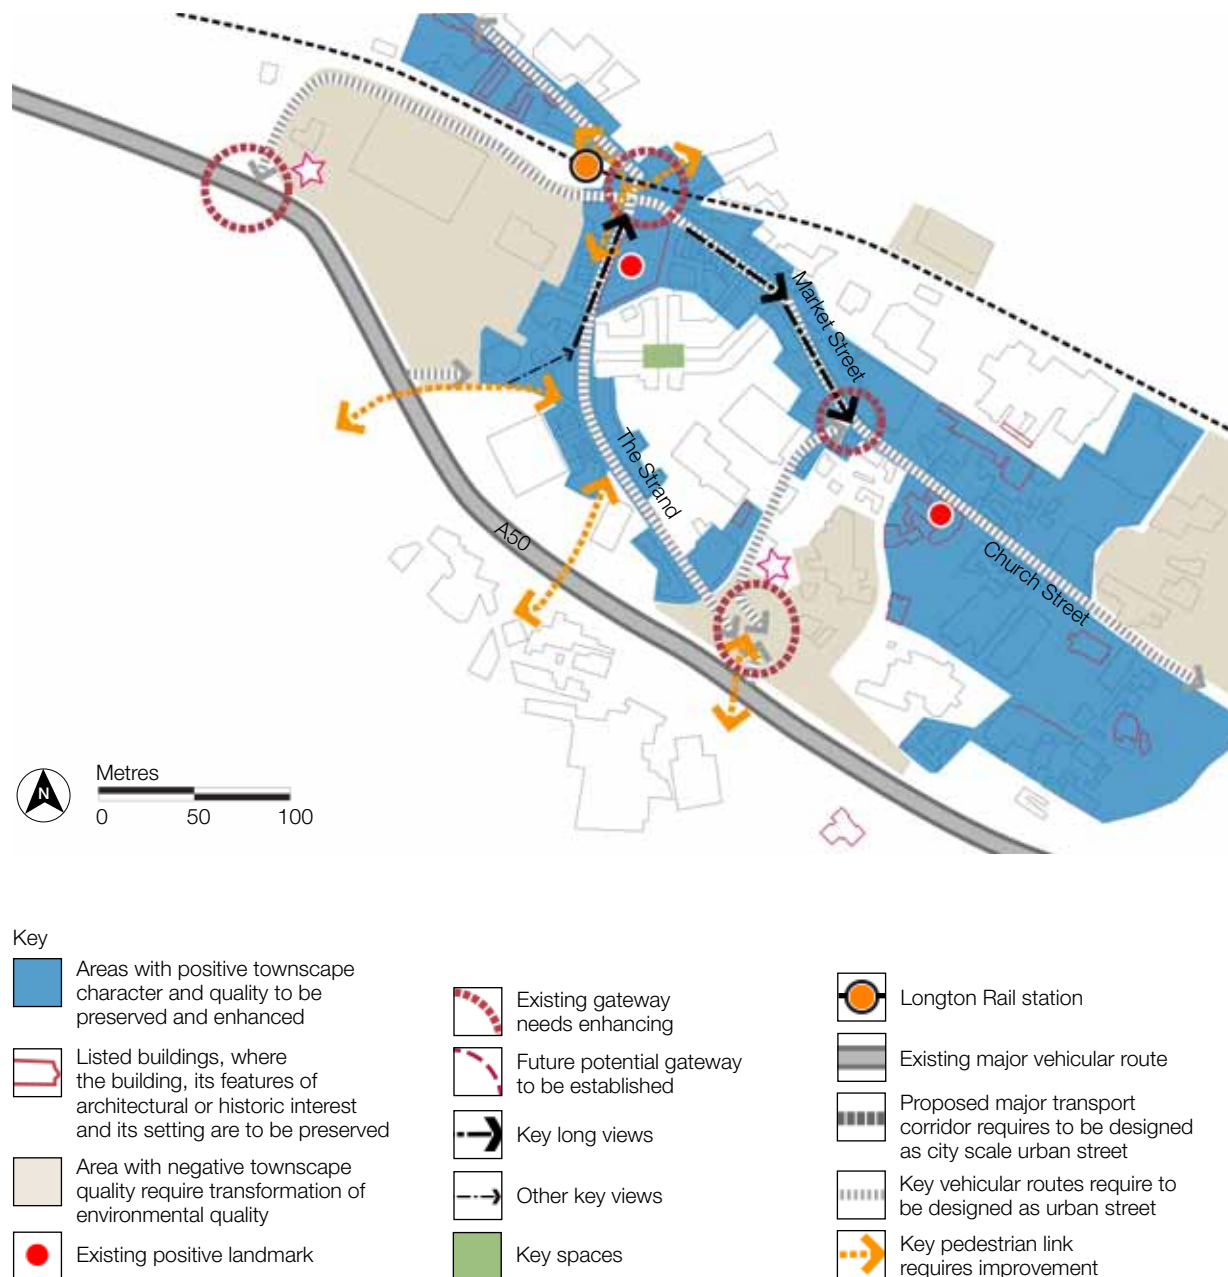 Market Street
The Strand
A50
Church Street
N
Metres
0 50 100
Key
Areas with positive townscape
character and quality to be
preserved and enhanced
Listed buildings, where
the building, its features of
architectural or historic interest
and its setting are to be preserved
Area with negative townscape
quality require transformation of
environmental quality
Existing positive landmark
Existing gateway
needs enhancing
Future potential gateway
to be established
Key long views
Other key views
Key spaces
Longton Rail station
Existing major vehicular route
Proposed major transport
corridor requires to be designed
as city scale urban street
Key vehicular routes require to
be designed as urban street
Key pedestrian link
requires improvement